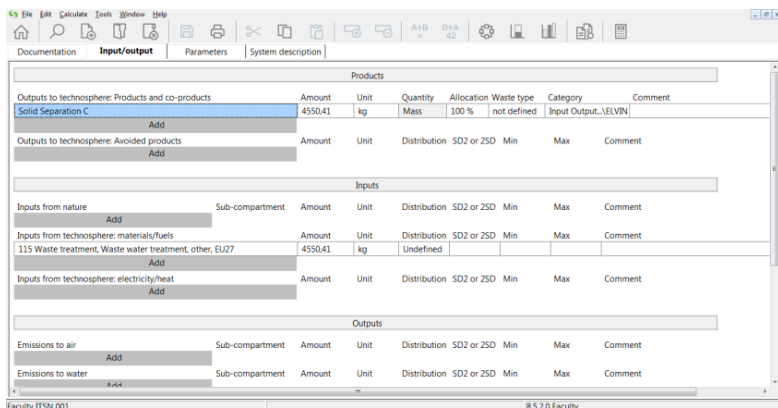 File Edit Calculate Tools Window Help
A+B = D+A 42
Documentation Input/output Parameters System description
Products
Outputs to technosphere: Products and co-products Amount Unit Quantity Allocation Waste type Category Comment
Solid Separation C 4550,41 kg Mass 100 % not defined Input Output...\ELVIN
Add
Outputs to technosphere: Avoided products Amount Unit Distribution SD2 or 2SD Min Max Comment
Add
Inputs
Inputs from nature Sub-compartment Amount Unit Distribution SD2 or 2SD Min Max Comment
Add
Inputs from technosphere: materials/fuels Amount Unit Distribution SD2 or 2SD Min Max Comment
115 Waste treatment, Waste water treatment, other, EU27 4550,41 kg Undefined
Add
Inputs from technosphere: electricity/heat Amount Unit Distribution SD2 or 2SD Min Max Comment
Add
Outputs
Emissions to air Sub-compartment Amount Unit Distribution SD2 or 2SD Min Max Comment
Add
Emissions to water Sub-compartment Amount Unit Distribution SD2 or 2SD Min Max Comment
Add
Faculty ITSN 001 8.5.2.0 Faculty